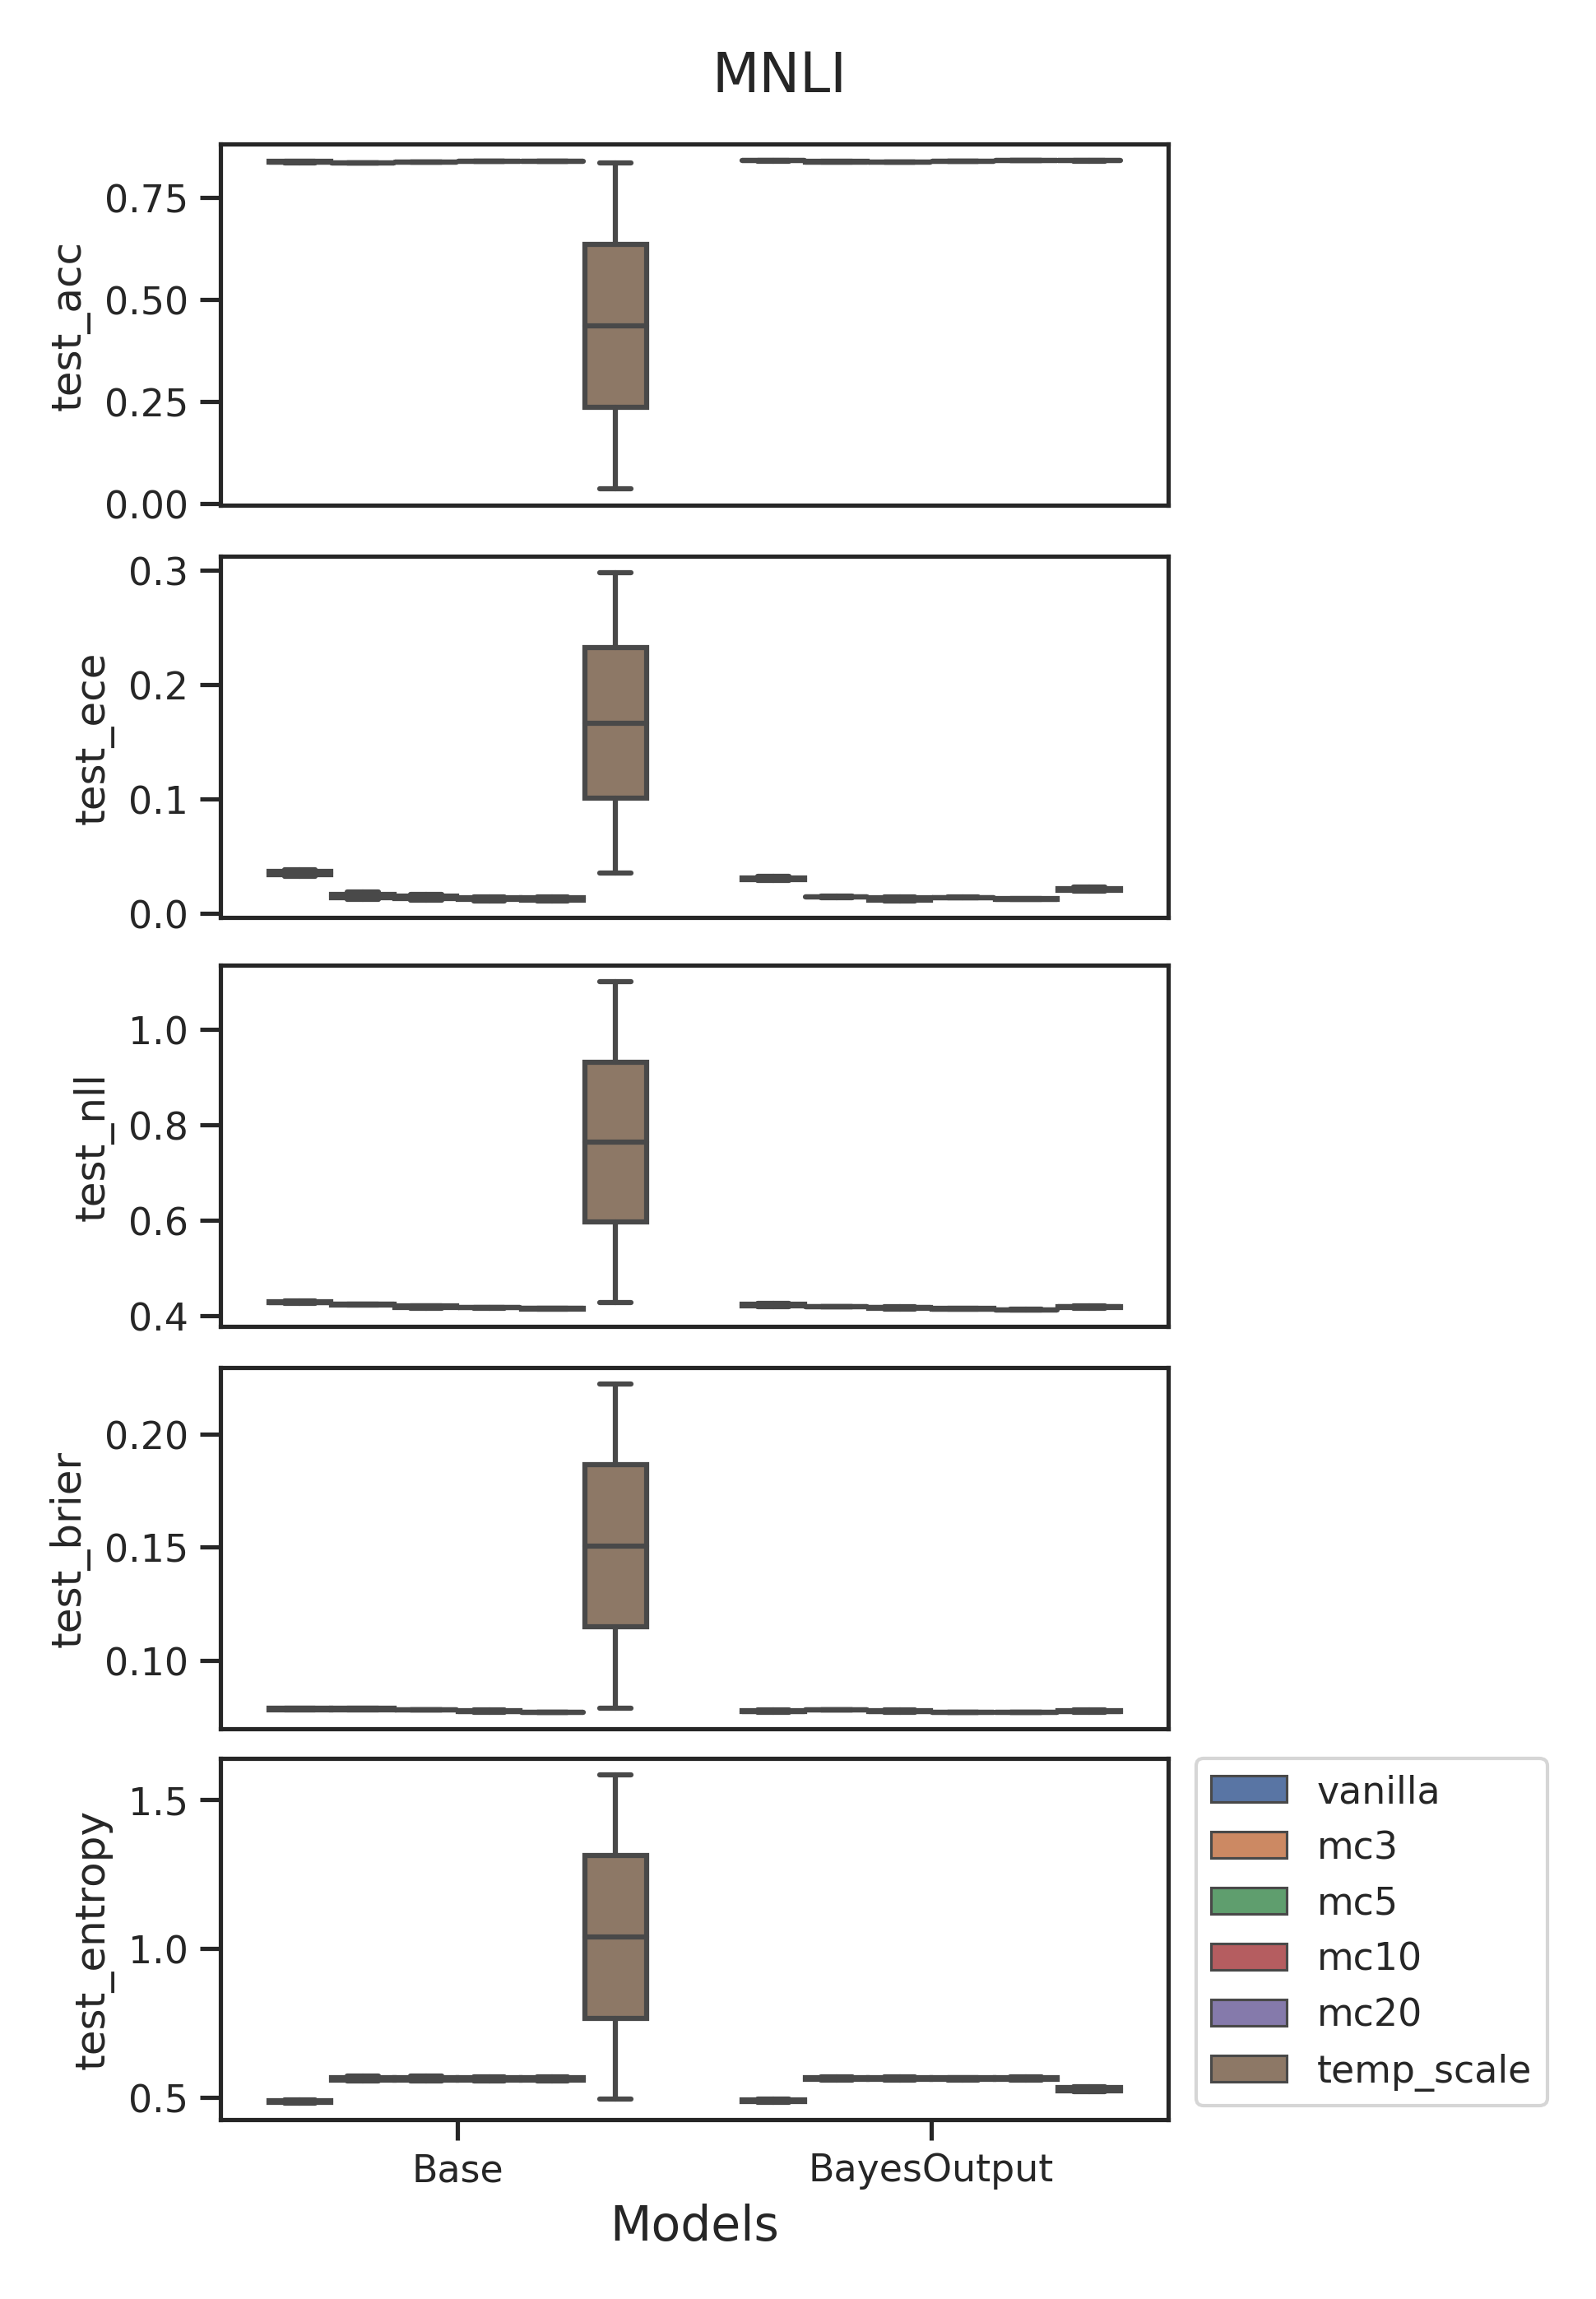 MNLI
test_acc
0.75
0.50
0.25
0.00
test_ece
0.3
0.2
0.1
0.0
test_nll
1.0
0.8
0.6
0.4
test_brier
0.20
0.15
0.10
test_entropy
1.5
1.0
0.5
vanilla
mc3
mc5
mc10
mc20
temp_scale
Base
BayesOutput
Models